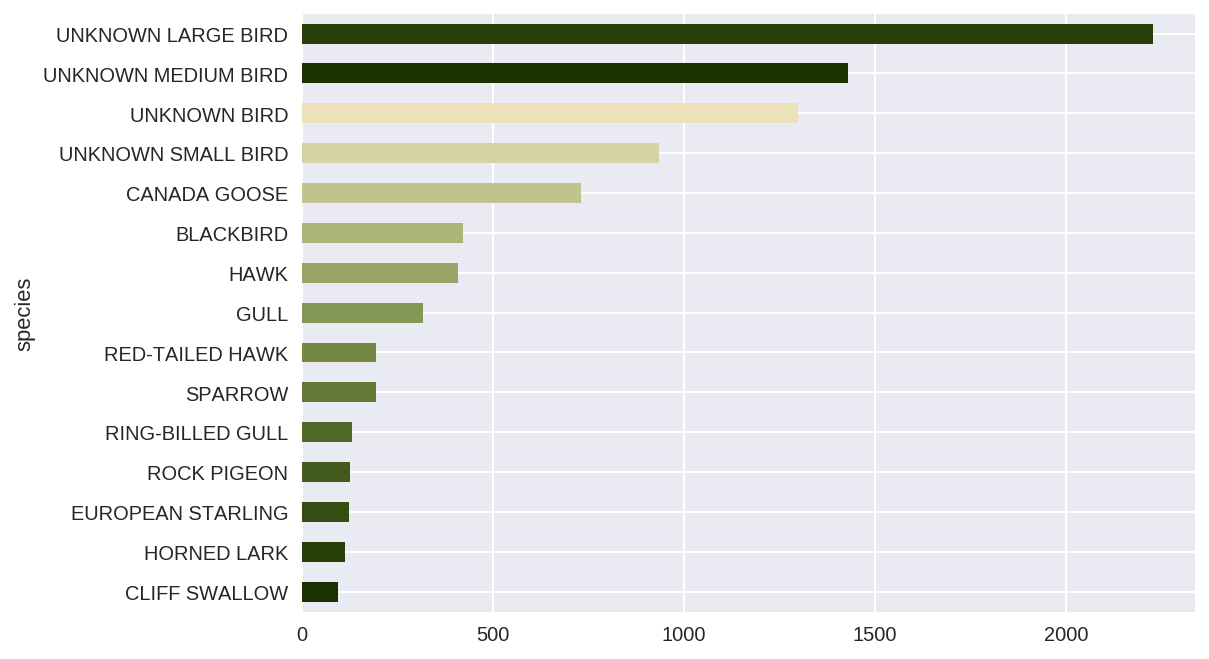 UNKNOWN LARGE BIRD
UNKNOWN MEDIUM BIRD
UNKNOWN BIRD
UNKNOWN SMALL BIRD
CANADA GOOSE
BLACKBIRD
HAWK
GULL
RED-TAILED HAWK
SPARROW
RING-BILLED GULL
ROCK PIGEON
EUROPEAN STARLING
HORNED LARK
CLIFF SWALLOW
species
0 500 1000 1500 2000